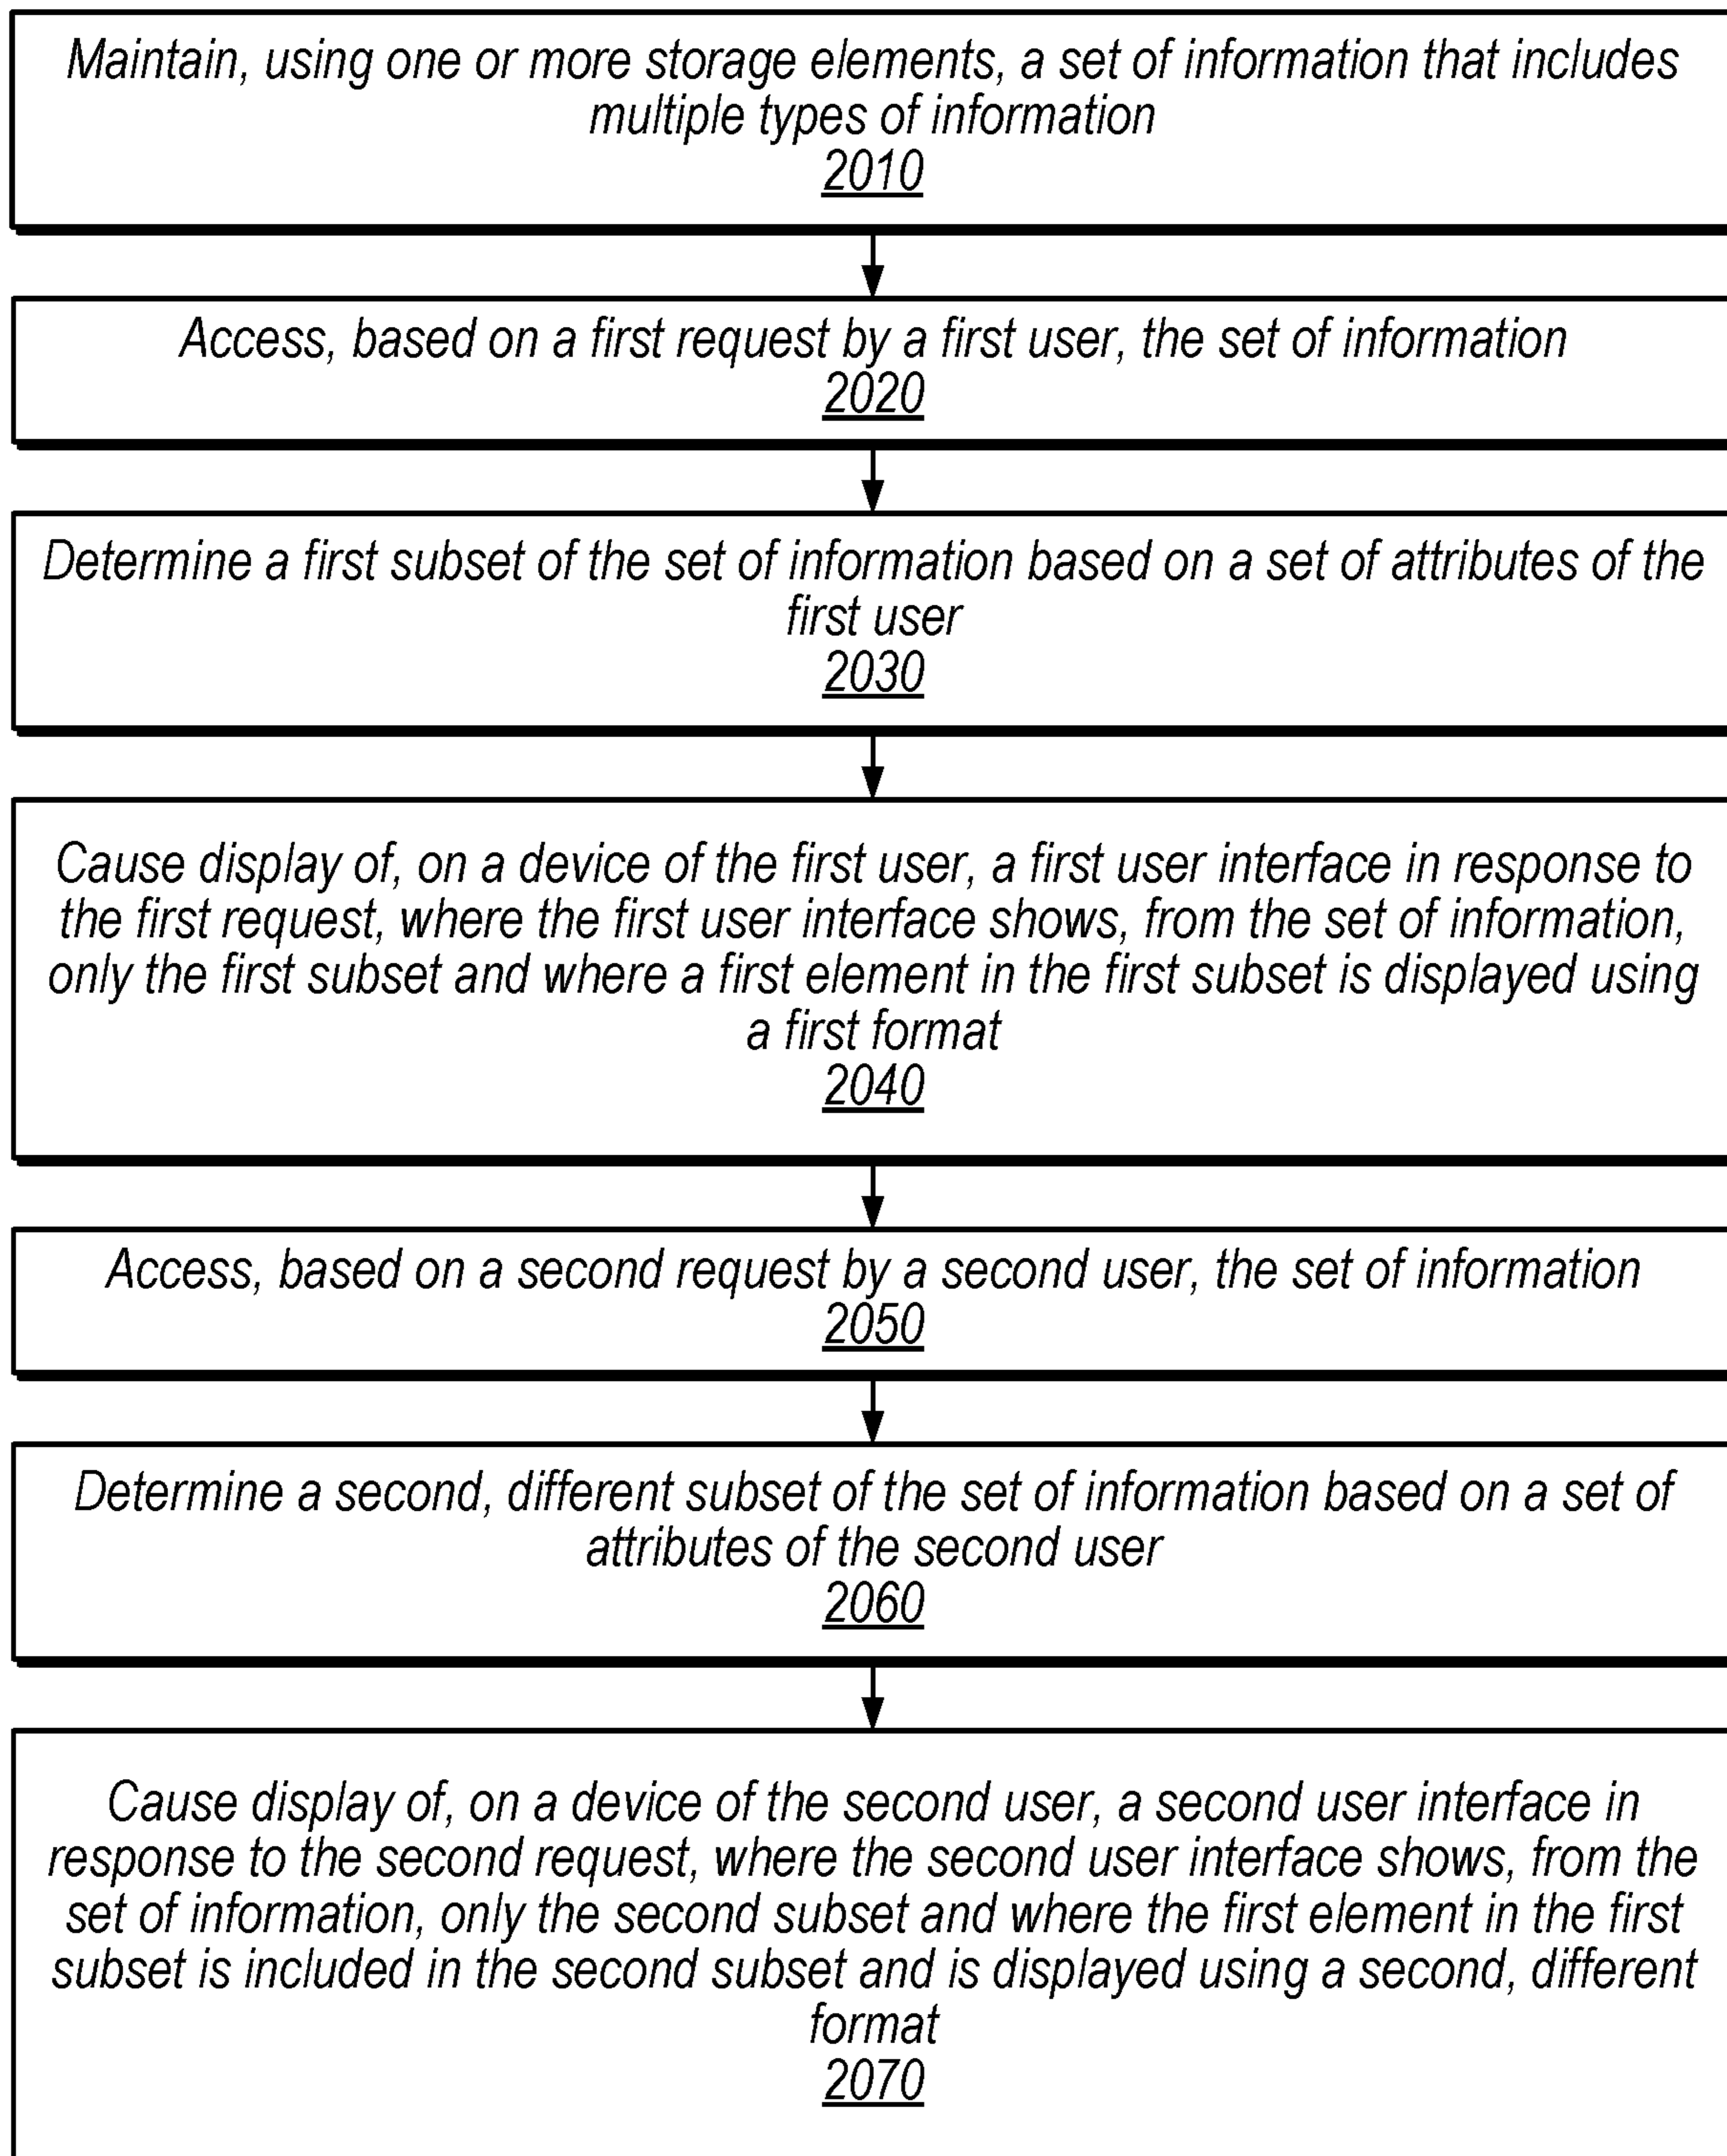 Maintain, using one or more storage elements, a set of information that includes
multiple types of information
2010
Access, based on a first request by a first user, the set of information
2020
Determine a first subset of the set of information based on a set of attributes of the
first user
2030
Cause display of, on a device of the first user, a first user interface in response to
the first request, where the first user interface shows, from the set of information,
only the first subset and where a first element in the first subset is displayed using
a first format
2040
Access, based on a second request by a second user, the set of information
2050
Determine a second, different subset of the set of information based on a set of
attributes of the second user
2060
Cause display of, on a device of the second user, a second user interface in
response to the second request, where the second user interface shows, from the
set of information, only the second subset and where the first element in the first
subset is included in the second subset and is displayed using a second, different
format
2070